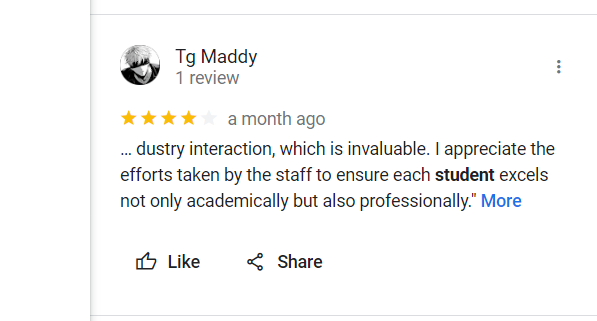 Tg Maddy
1 review
a month ago
... dustry interaction, which is invaluable. I appreciate the
efforts taken by the staff to ensure each student excels
not only academically but also professionally." More
Like Share